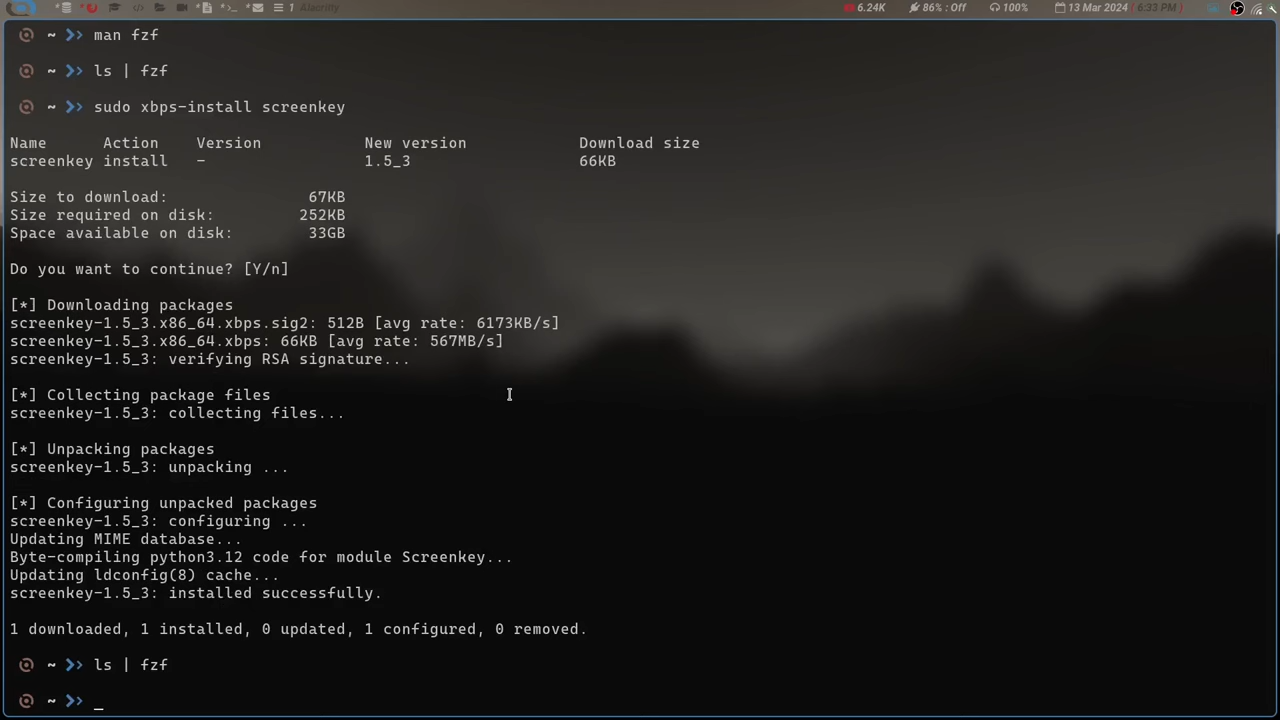 1 Alacritty 6.24K 86% : Off 100% 13 Mar 2024 ( 6:33 PM)
~ man fzf
~ ls | fzf
~ sudo xbps-install screenkey
Name Action Version New version Download size
screenkey install - 1.5_3 66KB
Size to download: 67KB
Size required on disk: 252KB
Space available on disk: 33GB
Do you want to continue? [Y/n]
[*] Downloading packages
screenkey-1.5_3.x86_64.xbps.sig2: 512B [avg rate: 6173KB/s]
screenkey-1.5_3.x86_64.xbps: 66KB [avg rate: 567MB/s]
screenkey-1.5_3: verifying RSA signature...
[*] Collecting package files
screenkey-1.5_3: collecting files...
[*] Unpacking packages
screenkey-1.5_3: unpacking ...
[*] Configuring unpacked packages
screenkey-1.5_3: configuring ...
Updating MIME database...
Byte-compiling python3.12 code for module Screenkey...
Updating ldconfig(8) cache...
screenkey-1.5_3: installed successfully.
1 downloaded, 1 installed, 0 updated, 1 configured, 0 removed.
~ ls | fzf
~ _